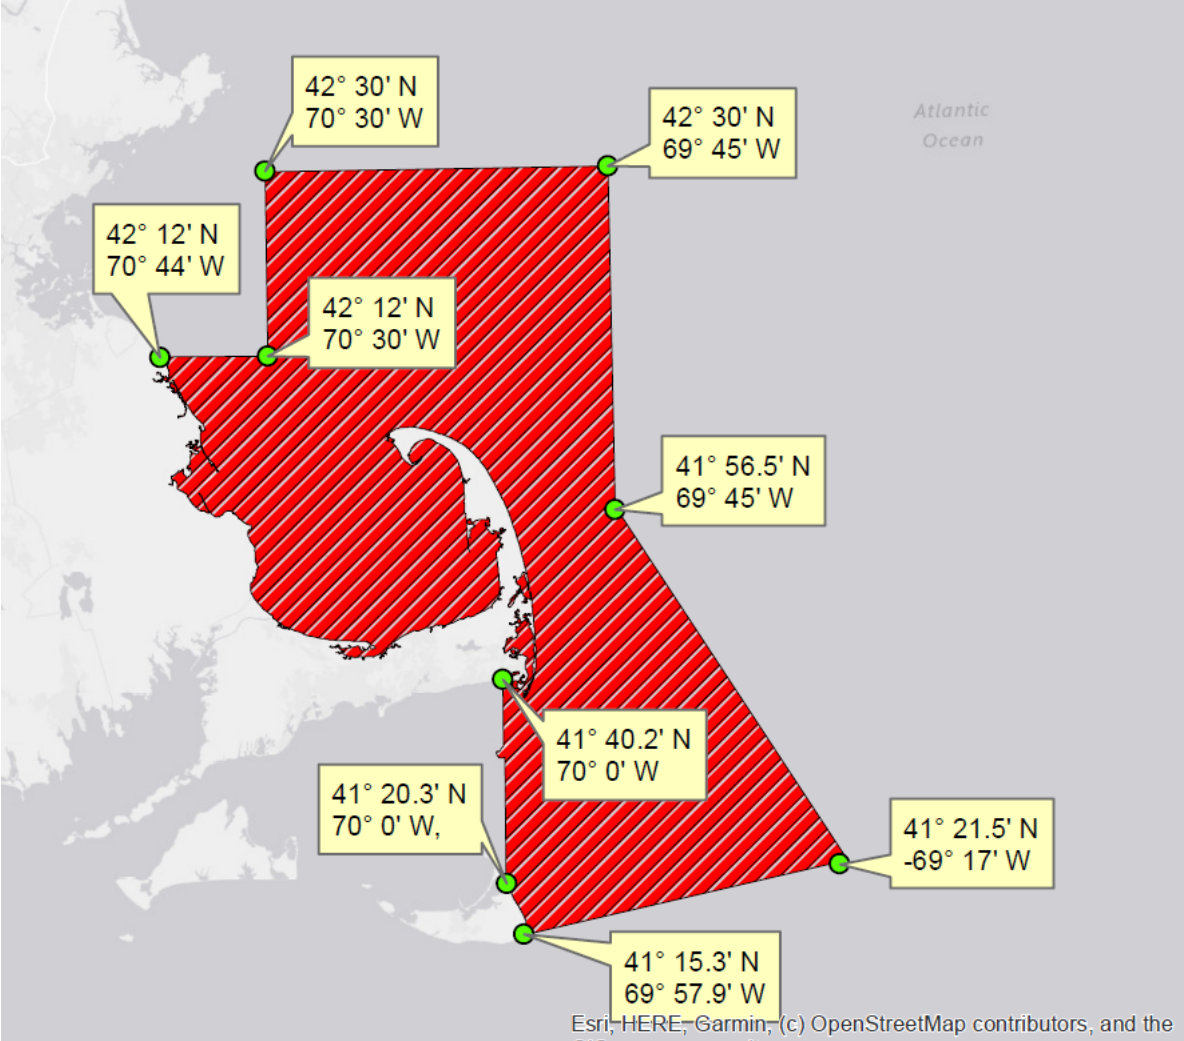 42° 30' N
70° 30' W
42° 30' N
69° 45' W
Atlantic
Ocean
42° 12' N
70° 44' W
42° 12' N
70° 30' W
41° 56.5' N
69° 45' W
41° 40.2' N
70° 0' W
41° 20.3' N
70° 0' W,
41° 21.5' N
-69° 17' W
41° 15.3' N
69° 57.9' W
Esri, HERE, Garmin, (c) OpenStreetMap contributors, and the